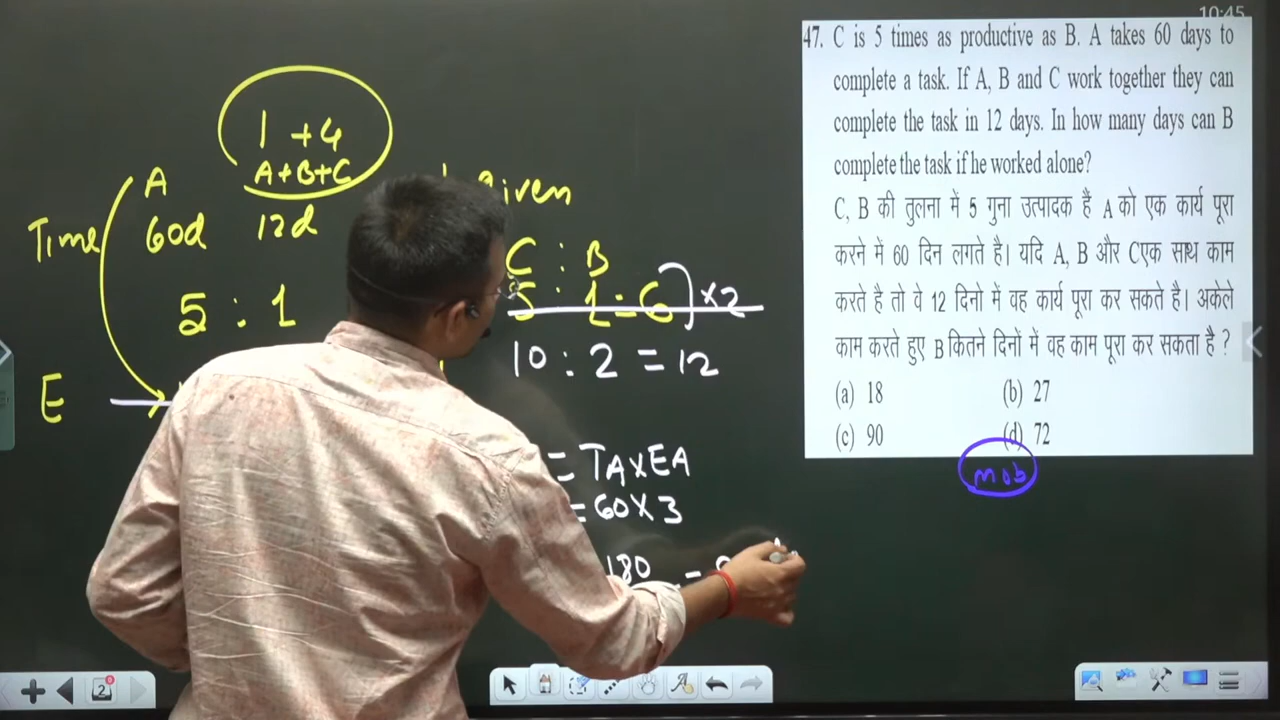 10:45
47. C is 5 times as productive as B. A takes 60 days to
complete a task. If A, B and C work together they can
complete the task in 12 days. In how many days can B
complete the task if he worked alone?
C, B की तुलना में 5 गुना उत्पादक हैं A को एक कार्य पूरा
करने में 60 दिन लगते है। यदि A, B और C एक साथ काम
करते है तो वे 12 दिनो में वह कार्य पूरा कर सकते है। अकेले
काम करते हुए B कितने दिनों में वह काम पूरा कर सकता है ?
(a) 18 (b) 27
(c) 90 (d) 72
mob
1 + 4
A A+B+C
Time 60d 12d
5 : 1
E
given
C : B
5 : 1 = 6 } ×2
10 : 2 = 12
= TA×EA
= 60×3
180 =
2